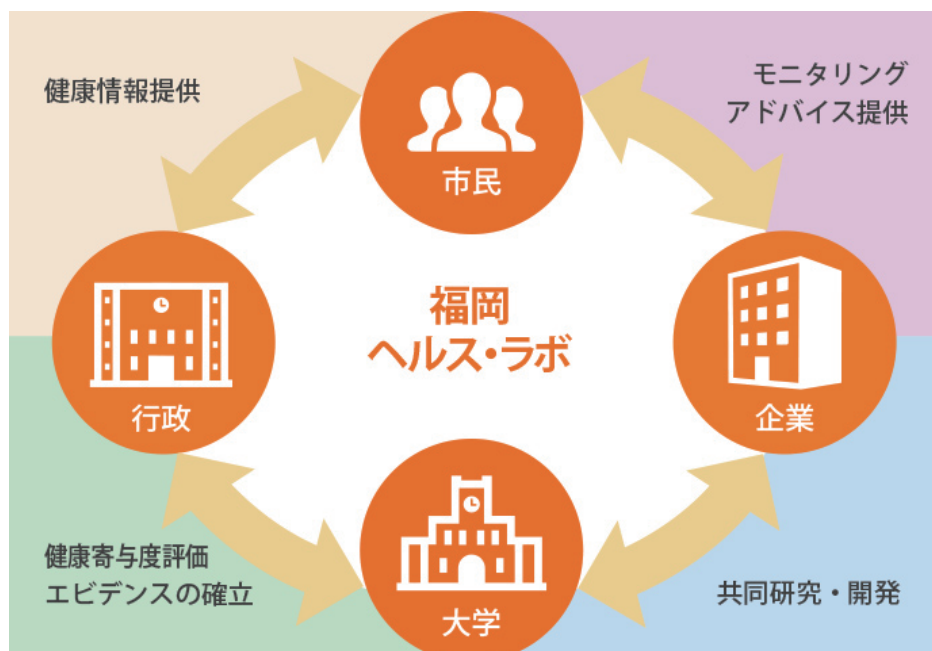 健康情報提供
モニタリング
アドバイス提供
市民
福岡
ヘルス・ラボ
行政
企業
健康寄与度評価
エビデンスの確立
大学
共同研究・開発